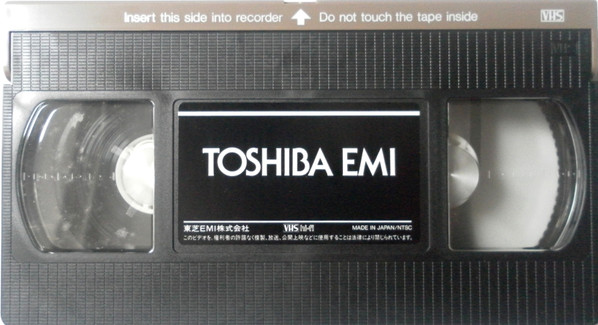 Insert this side into recorder Do not touch the tape inside VHS
TOSHIBA EMI
東芝EMI株式会社 VHS hi-fi MADE IN JAPAN/NTSC
このビデオを、権利者の許諾なく複製、放送、公開上映などに使用することは法律により禁じられています。